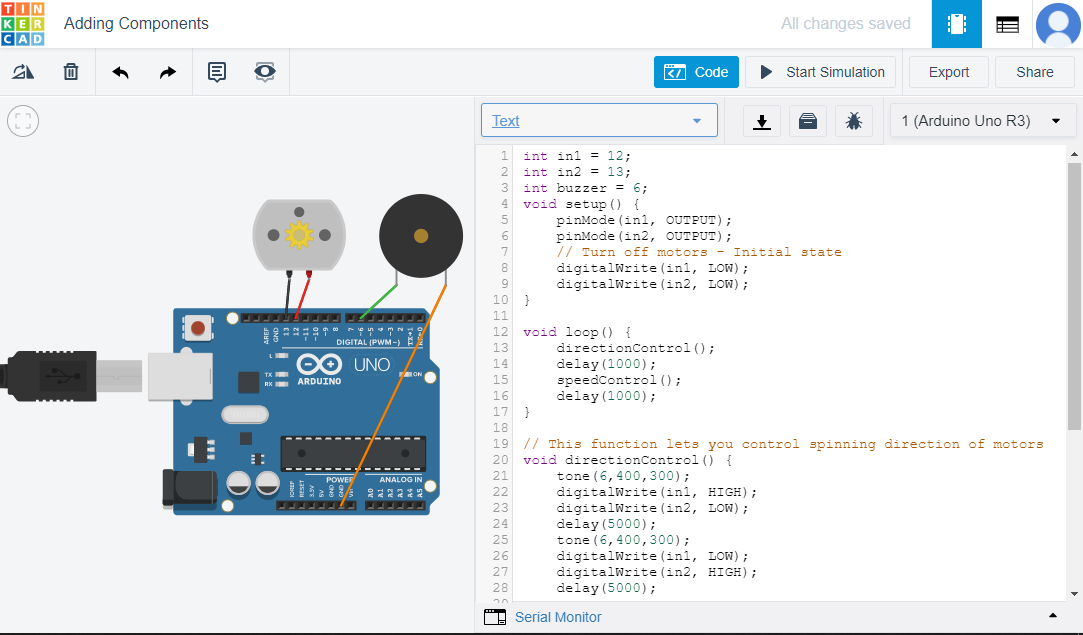 TIN
KER
CAD
Adding Components
All changes saved
Code
Start Simulation
Export
Share
Text
1 (Arduino Uno R3)
1 int in1 = 12;
2 int in2 = 13;
3 int buzzer = 6;
4 void setup() {
5 pinMode(in1, OUTPUT);
6 pinMode(in2, OUTPUT);
7 // Turn off motors - Initial state
8 digitalWrite(in1, LOW);
9 digitalWrite(in2, LOW);
10 }
11
12 void loop() {
13 directionControl();
14 delay(1000);
15 speedControl();
16 delay(1000);
17 }
18
19 // This function lets you control spinning direction of motors
20 void directionControl() {
21 tone(6,400,300);
22 digitalWrite(in1, HIGH);
23 digitalWrite(in2, LOW);
24 delay(5000);
25 tone(6,400,300);
26 digitalWrite(in1, LOW);
27 digitalWrite(in2, HIGH);
28 delay(5000);
AREF
GND
13
12
~11
~10
~9
8
7
~6
~5
4
~3
2
TX→1
DIGITAL (PWM~)
L
TX
RX
ARDUINO
UNO
ON
IOREF
RESET
3.3V
5V
GND
GND
POWER
ANALOG IN
A0
A1
A2
A3
A4
A5
Serial Monitor